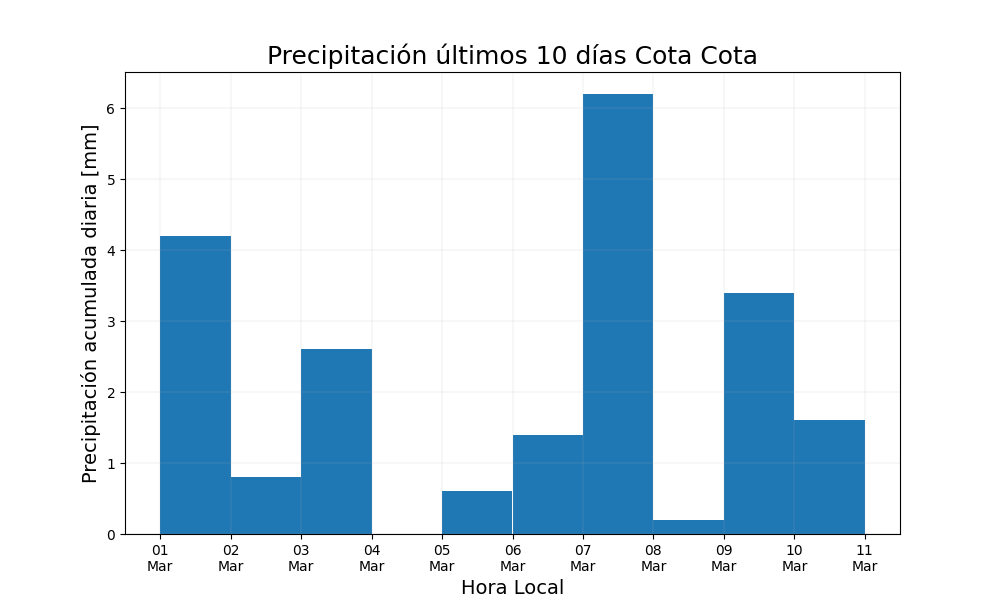 Precipitación últimos 10 días Cota Cota
Precipitación acumulada diaria [mm]
6
5
4
3
2
1
0
01 02 03 04 05 06 07 08 09 10 11
Mar Mar Mar Mar Mar Mar Mar Mar Mar Mar Mar
Hora Local